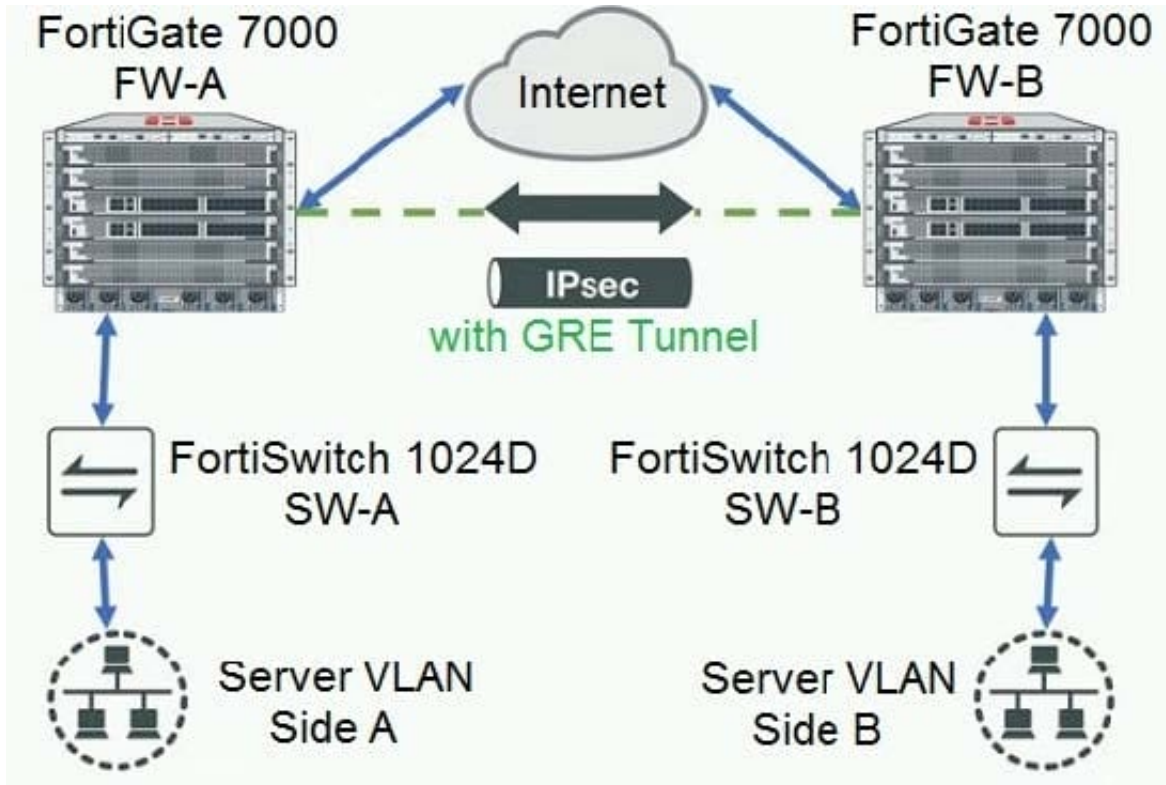 FortiGate 7000
FW-A
Internet
FortiGate 7000
FW-B
IPsec
with GRE Tunnel
FortiSwitch 1024D
SW-A
FortiSwitch 1024D
SW-B
Server VLAN
Side A
Server VLAN
Side B